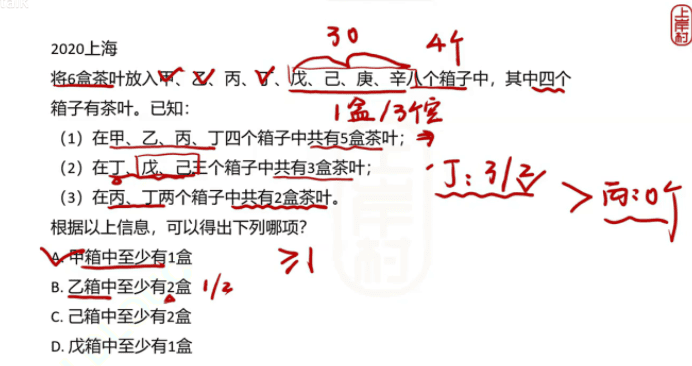 Talk
上岸村
30
4个
2020上海
将6盒茶叶放入甲、乙、丙、丁、戊、己、庚、辛八个箱子中，其中四个
箱子有茶叶。已知：
1盒/3个空
（1）在甲、乙、丙、丁四个箱子中共有5盒茶叶；
（2）在丁、戊、己三个箱子中共有3盒茶叶；
丁：3/2 > 丙：0个
（3）在丙、丁两个箱子中共有2盒茶叶。
根据以上信息，可以得出下列哪项？
A. 甲箱中至少有1盒
≥1
B. 乙箱中至少有2盒 1/2
C. 己箱中至少有2盒
D. 戊箱中至少有1盒
上岸村